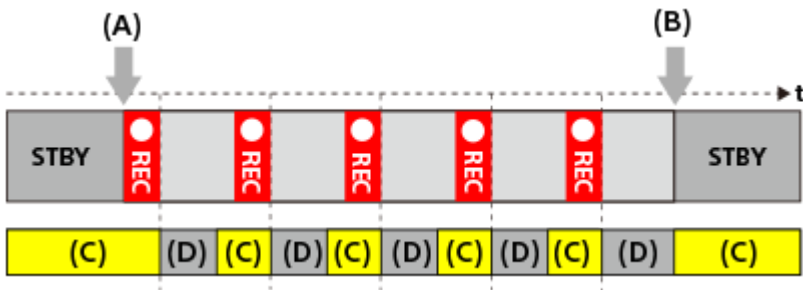 (A) (B)
t
STBY REC REC REC REC REC STBY
(C) (D) (C) (D) (C) (D) (C) (D) (C) (D) (C)